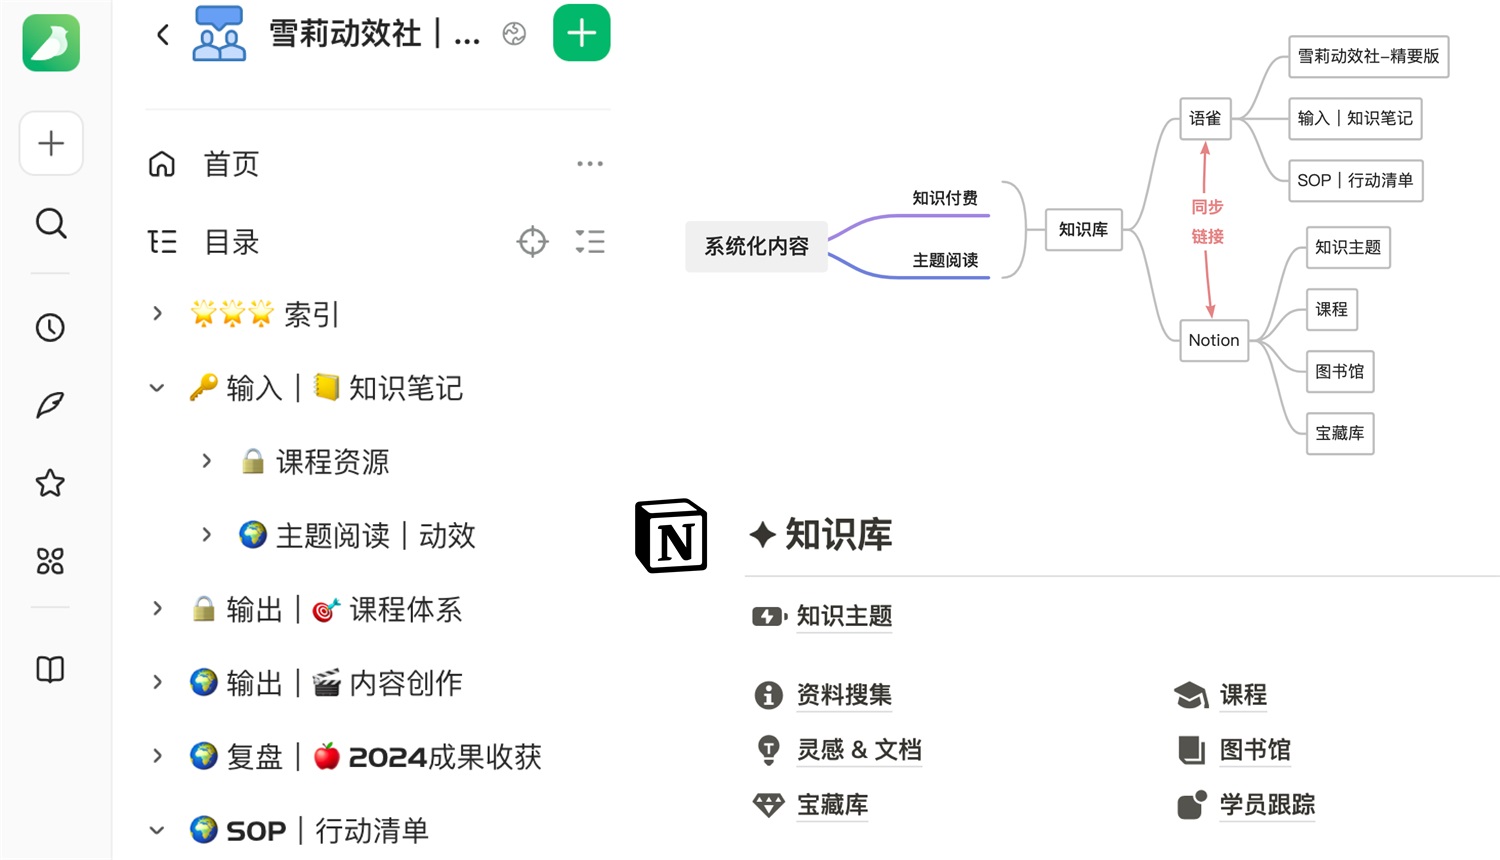 雪莉动效社｜...
首页
目录
索引
输入｜知识笔记
课程资源
主题阅读｜动效
输出｜课程体系
输出｜内容创作
复盘｜2024成果收获
SOP｜行动清单
系统化内容
知识付费
主题阅读
知识库
语雀
雪莉动效社-精要版
输入｜知识笔记
SOP｜行动清单
同步
链接
Notion
知识主题
课程
图书馆
宝藏库
N
知识库
知识主题
资料搜集
课程
灵感 & 文档
图书馆
宝藏库
学员跟踪